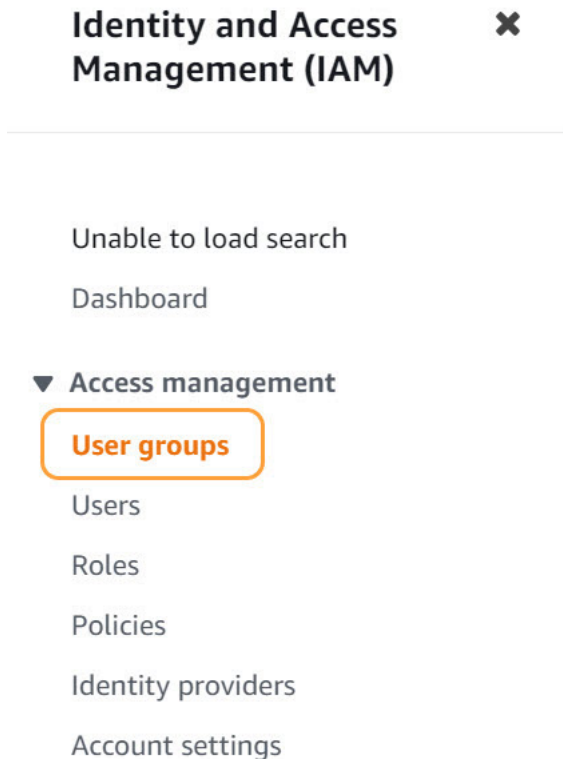 Identity and Access
Management (IAM)
Unable to load search
Dashboard
Access management
User groups
Users
Roles
Policies
Identity providers
Account settings